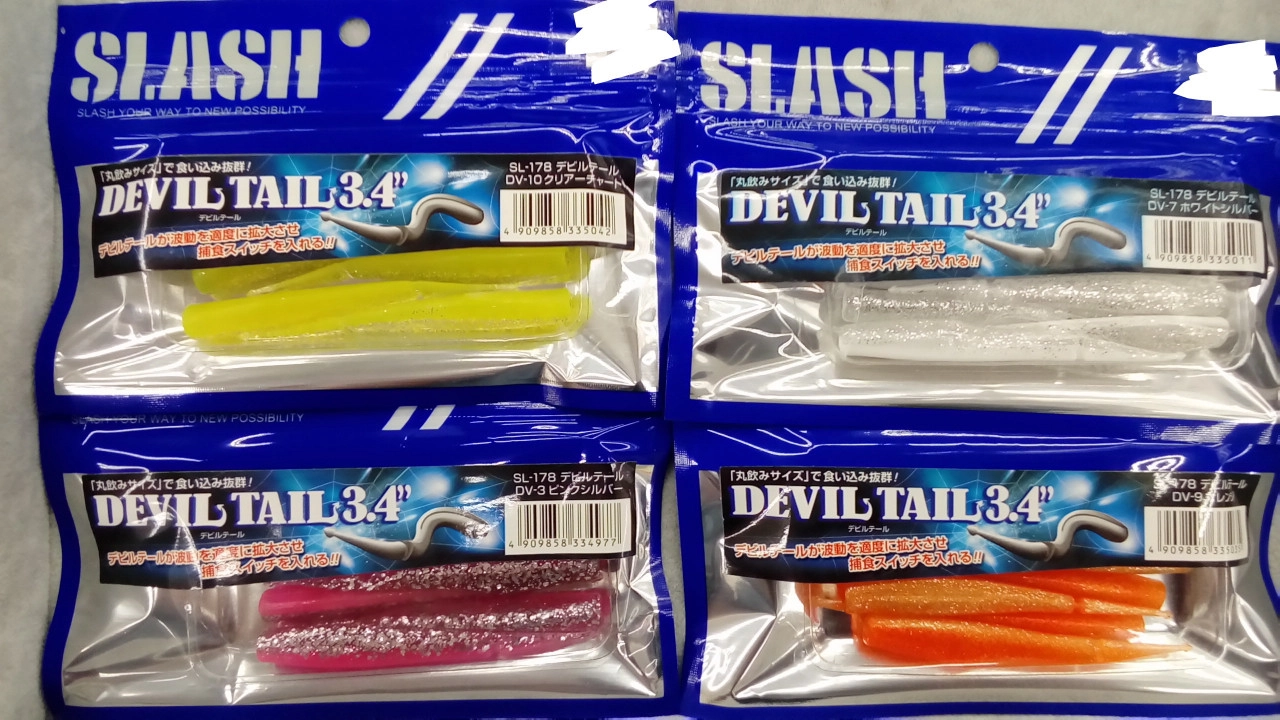 SLASH
SLASH YOUR WAY TO NEW POSSIBILITY
「丸飲みサイズ」で食い込み抜群!
DEVIL TAIL 3.4”
デビルテール
デビルテールが波動を適度に拡大させ
捕食スイッチを入れる!!
SL-178 デビルテール
DV-10 クリアーチャート
4 909858 335042
SLASH
SLASH YOUR WAY TO NEW POSSIBILITY
「丸飲みサイズ」で食い込み抜群!
DEVIL TAIL 3.4”
デビルテール
デビルテールが波動を適度に拡大させ
捕食スイッチを入れる!!
SL-178 デビルテール
DV-7 ホワイトシルバー
4 909858 335011
SLASH YOUR WAY TO NEW POSSIBILITY
「丸飲みサイズ」で食い込み抜群!
DEVIL TAIL 3.4”
デビルテール
デビルテールが波動を適度に拡大させ
捕食スイッチを入れる!!
SL-178 デビルテール
DV-3 ピンクシルバー
4 909858 334977
「丸飲みサイズ」で食い込み抜群!
DEVIL TAIL 3.4”
デビルテール
デビルテールが波動を適度に拡大させ
捕食スイッチを入れる!!
SL-178 デビルテール
DV-9 オレンジ
4 909858